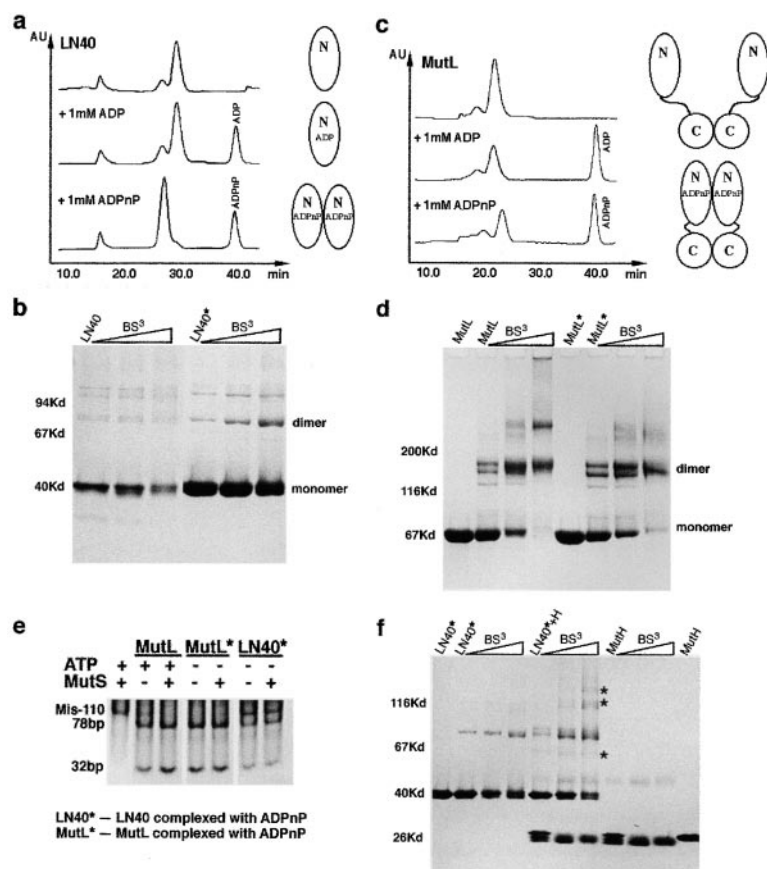 a
AU
LN40
+ 1mM ADP
ADP
+ 1mM ADPnP
ADPnP
10.0 20.0 30.0 40.0 min
N
N
ADP
N N
ADPnP ADPnP
c
AU
MutL
+ 1mM ADP
ADP
+ 1mM ADPnP
ADPnP
10.0 20.0 30.0 40.0 min
N N
C C
N N
ADPnP ADPnP
C C
b
LN40 BS³ LN40* BS³
94Kd
67Kd
40Kd
dimer
monomer
d
MutL MutL BS³ MutL* MutL* BS³
200Kd
116Kd
67Kd
dimer
monomer
e
MutL MutL* LN40*
ATP + + + - - - -
MutS + - + - + - +
Mis-110
78bp
32bp
LN40* — LN40 complexed with ADPnP
MutL* — MutL complexed with ADPnP
f
LN40* LN40* BS³ LN40*+H BS³ MutH BS³ MutH
116Kd
67Kd
40Kd
26Kd
*
*
*